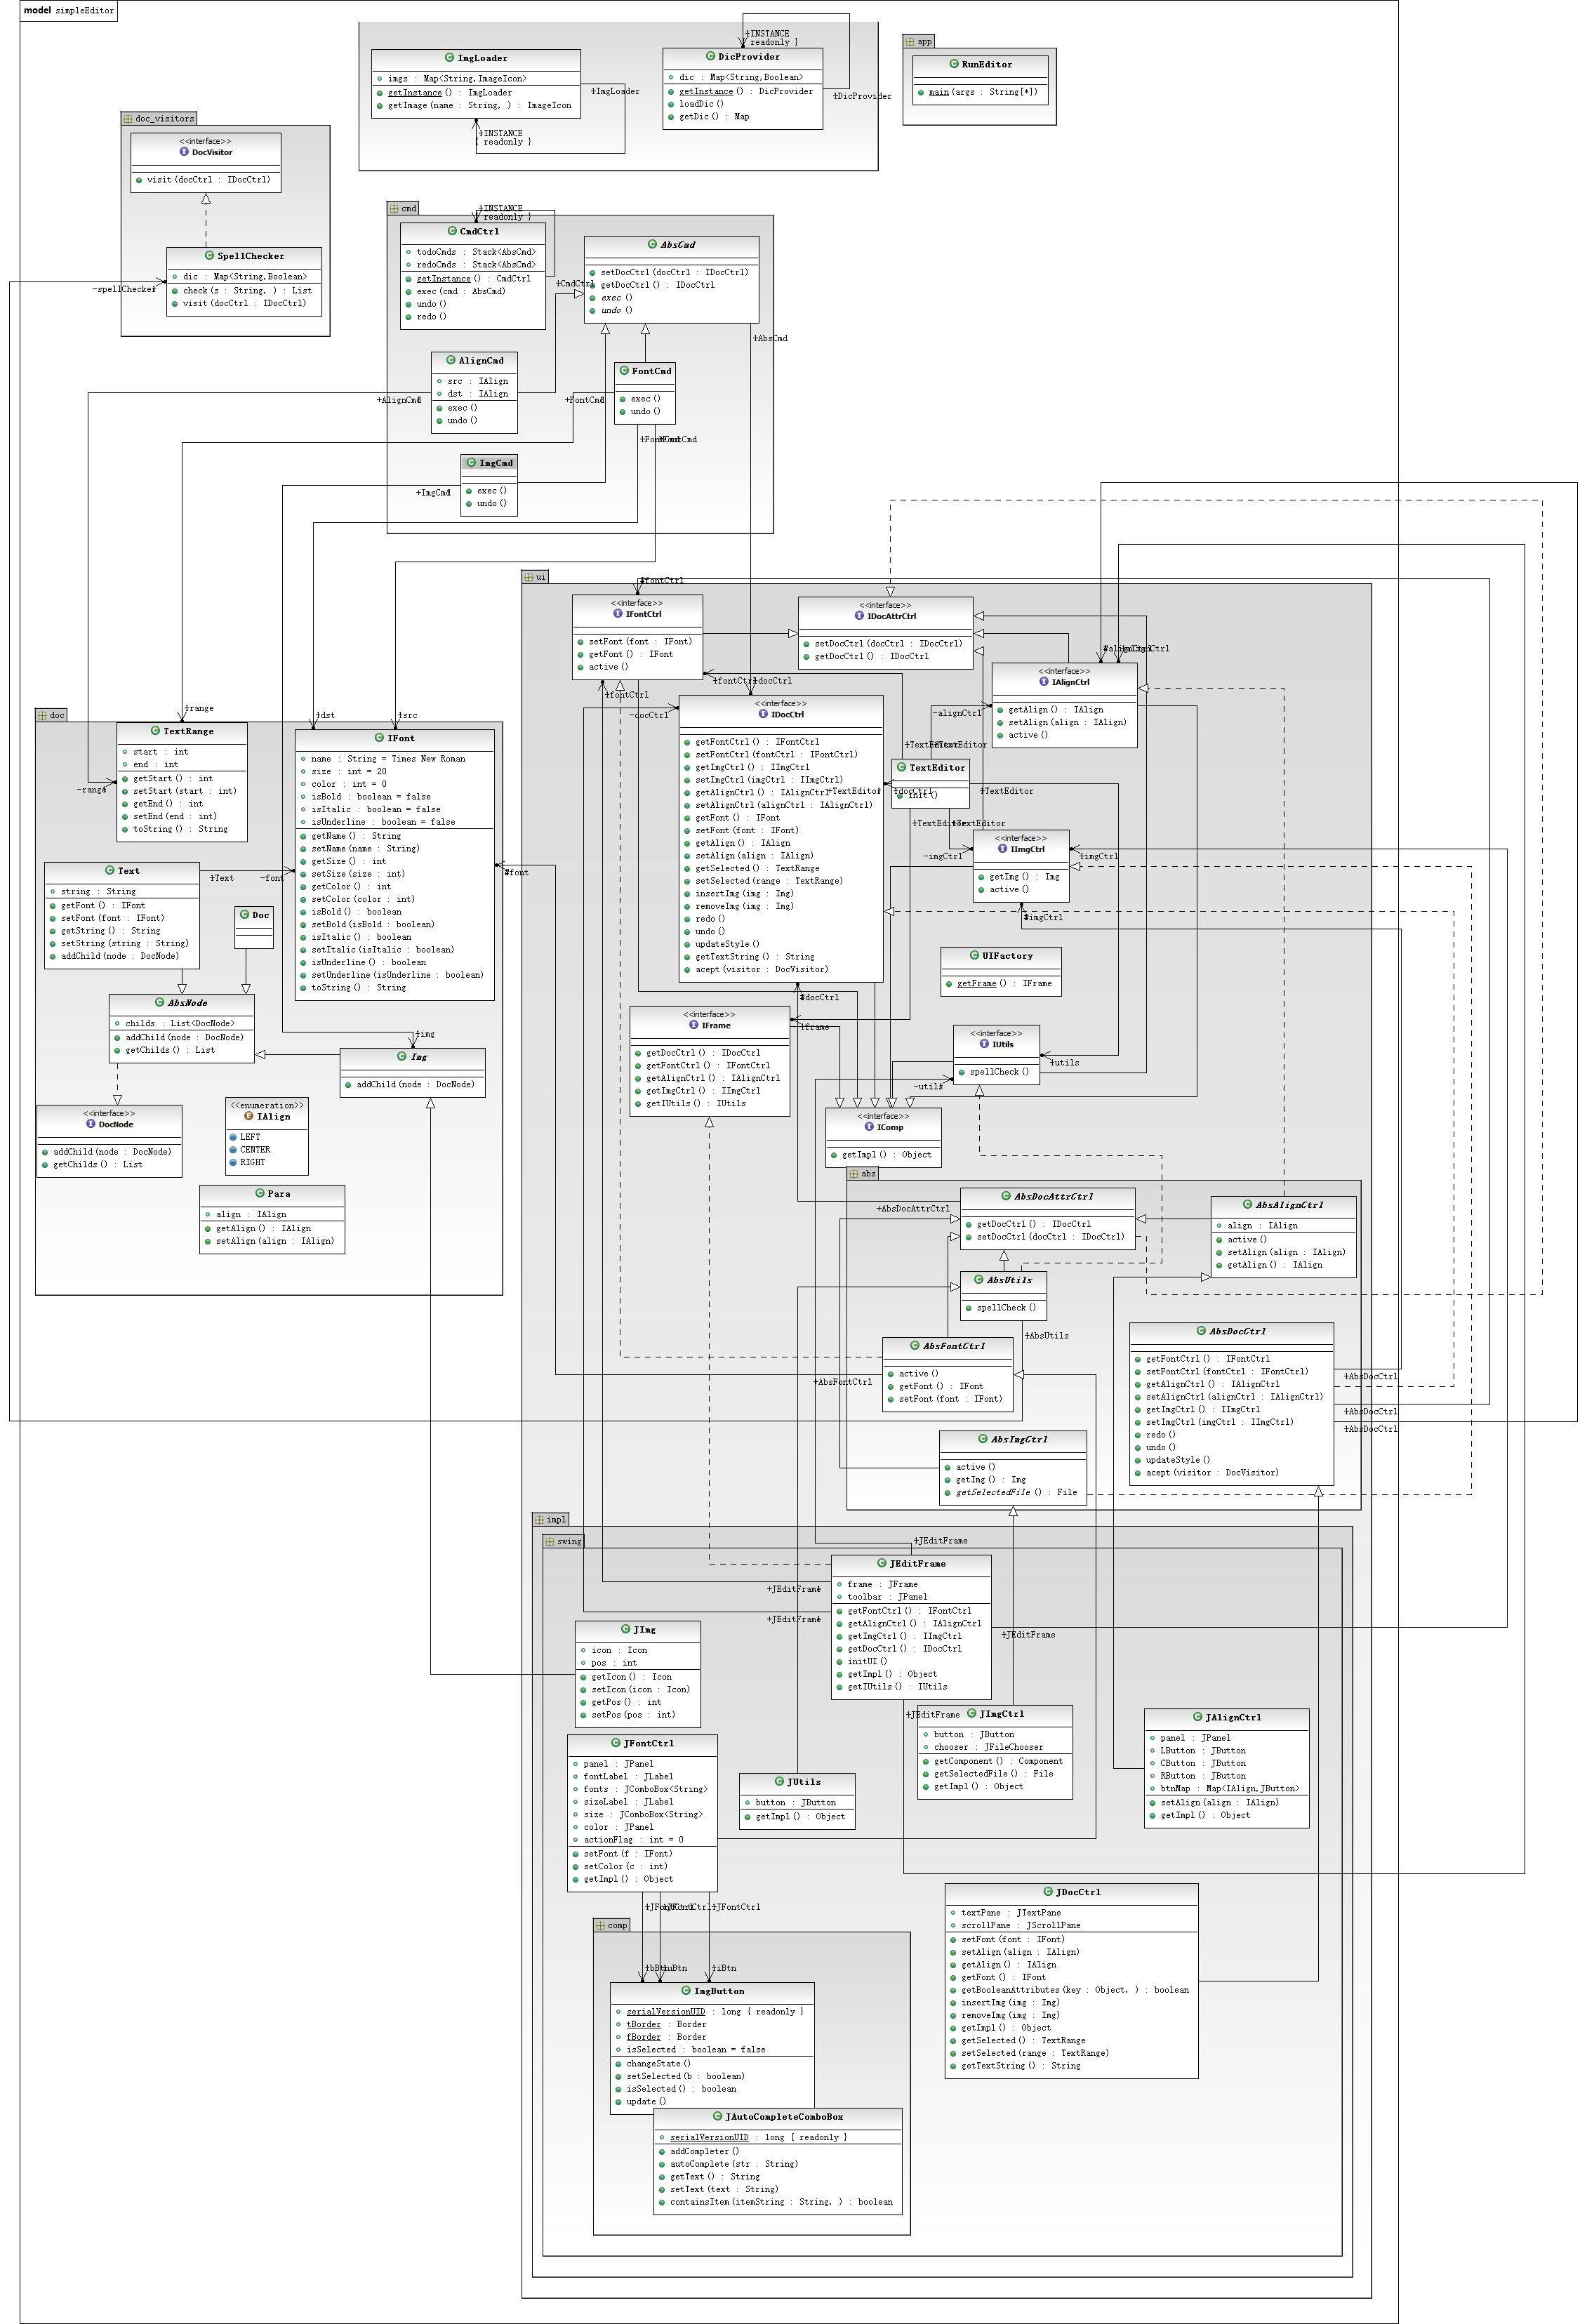 model simpleEditor
+INSTANCE
readonly }
ImgLoader
imgs : Map<String,ImageIcon>
getInstance () : ImgLoader
getImage (name : String, ) : ImageIcon
+ImgLoader
+INSTANCE
{ readonly }
DicProvider
dic : Map<String,Boolean>
getInstance () : DicProvider
loadDic ()
getDic () : Map
+DicProvider
app
RunEditor
main (args : String[*])
doc_visitors
<<interface>>
DocVisitor
visit (docCtrl : IDocCtrl)
SpellChecker
dic : Map<String,Boolean>
check (s : String, ) : List
visit (docCtrl : IDocCtrl)
-spellChecker
cmd
+INSTANCE
readonly }
CmdCtrl
todoCmds : Stack<AbsCmd>
redoCmds : Stack<AbsCmd>
getInstance () : CmdCtrl
exec (cmd : AbsCmd)
undo ()
redo ()
+CmdCtrl
AbsCmd
setDocCtrl (docCtrl : IDocCtrl)
getDocCtrl () : IDocCtrl
exec ()
undo ()
+AbsCmd
AlignCmd
src : IAlign
dst : IAlign
exec ()
undo ()
+AlignCmd
FontCmd
exec ()
undo ()
+FontCmd
+FontCmd
ImgCmd
exec ()
undo ()
+ImgCmd
ui
#fontCtrl
<<interface>>
IFontCtrl
setFont (font : IFont)
getFont () : IFont
active ()
<<interface>>
IDocAttrCtrl
setDocCtrl (docCtrl : IDocCtrl)
getDocCtrl () : IDocCtrl
<<interface>>
IAlignCtrl
getAlign () : IAlign
setAlign (align : IAlign)
active ()
-alignCtrl
+fontCtrl
-docCtrl
<<interface>>
IDocCtrl
getFontCtrl () : IFontCtrl
setFontCtrl (fontCtrl : IFontCtrl)
getImgCtrl () : IImgCtrl
setImgCtrl (imgCtrl : IImgCtrl)
getAlignCtrl () : IAlignCtrl
setAlignCtrl (alignCtrl : IAlignCtrl)
getFont () : IFont
setFont (font : IFont)
getAlign () : IAlign
setAlign (align : IAlign)
getSelected () : TextRange
setSelected (range : TextRange)
insertImg (img : Img)
removeImg (img : Img)
redo ()
undo ()
updateStyle ()
getTextString () : String
acept (visitor : DocVisitor)
TextEditor
init ()
+TextEditor
+TextEditor
<<interface>>
IImgCtrl
getImg () : Img
active ()
-imgCtrl
+imgCtrl
#imgCtrl
UIFactory
getFrame () : IFrame
#docCtrl
<<interface>>
IFrame
getDocCtrl () : IDocCtrl
getFontCtrl () : IFontCtrl
getAlignCtrl () : IAlignCtrl
getImgCtrl () : IImgCtrl
getIUtils () : IUtils
<<interface>>
IUtils
spellCheck ()
+utils
-utils
<<interface>>
IComp
getImpl () : Object
doc
+range
TextRange
start : int
end : int
getStart () : int
setStart (start : int)
getEnd () : int
setEnd (end : int)
toString () : String
-range
+dst
+src
IFont
name : String = Times New Roman
size : int = 20
color : int = 0
isBold : boolean = false
isItalic : boolean = false
isUnderline : boolean = false
getName () : String
setName (name : String)
getSize () : int
setSize (size : int)
getColor () : int
setColor (color : int)
isBold () : boolean
setBold (isBold : boolean)
isItalic () : boolean
setItalic (isItalic : boolean)
isUnderline () : boolean
setUnderline (isUnderline : boolean)
toString () : String
#font
Text
string : String
getFont () : IFont
setFont (font : IFont)
getString () : String
setString (string : String)
addChild (node : DocNode)
+Text
-font
Doc
AbsNode
childs : List<DocNode>
addChild (node : DocNode)
getChilds () : List
+img
Img
addChild (node : DocNode)
<<interface>>
DocNode
addChild (node : DocNode)
getChilds () : List
<<enumeration>>
IAlign
LEFT
CENTER
RIGHT
Para
align : IAlign
getAlign () : IAlign
setAlign (align : IAlign)
abs
AbsDocAttrCtrl
getDocCtrl () : IDocCtrl
setDocCtrl (docCtrl : IDocCtrl)
+AbsDocAttrCtrl
AbsAlignCtrl
align : IAlign
active ()
setAlign (align : IAlign)
getAlign () : IAlign
AbsUtils
spellCheck ()
+AbsUtils
AbsFontCtrl
active ()
getFont () : IFont
setFont (font : IFont)
+AbsFontCtrl
AbsDocCtrl
getFontCtrl () : IFontCtrl
setFontCtrl (fontCtrl : IFontCtrl)
getAlignCtrl () : IAlignCtrl
setAlignCtrl (alignCtrl : IAlignCtrl)
getImgCtrl () : IImgCtrl
setImgCtrl (imgCtrl : IImgCtrl)
redo ()
undo ()
updateStyle ()
acept (visitor : DocVisitor)
+AbsDocCtrl
+AbsDocCtrl
+AbsDocCtrl
AbsImgCtrl
active ()
getImg () : Img
getSelectedFile () : File
impl
swing
+JEditFrame
JEditFrame
frame : JFrame
toolbar : JPanel
getFontCtrl () : IFontCtrl
getAlignCtrl () : IAlignCtrl
getImgCtrl () : IImgCtrl
getDocCtrl () : IDocCtrl
initUI ()
getImpl () : Object
getIUtils () : IUtils
+JEditFrame
+JEditFrame
+JEditFrame
+JEditFrame
JImg
icon : Icon
pos : int
getIcon () : Icon
setIcon (icon : Icon)
getPos () : int
setPos (pos : int)
JImgCtrl
button : JButton
chooser : JFileChooser
getComponent () : Component
getSelectedFile () : File
getImpl () : Object
JAlignCtrl
panel : JPanel
LButton : JButton
CButton : JButton
RButton : JButton
btnMap : Map<IAlign,JButton>
setAlign (align : IAlign)
getImpl () : Object
JFontCtrl
panel : JPanel
fontLabel : JLabel
fonts : JComboBox<String>
sizeLabel : JLabel
size : JComboBox<String>
color : JPanel
actionFlag : int = 0
setFont (f : IFont)
setColor (c : int)
getImpl () : Object
JUtils
button : JButton
getImpl () : Object
+JFontCtrl
JDocCtrl
textPane : JTextPane
scrollPane : JScrollPane
setFont (font : IFont)
setAlign (align : IAlign)
getAlign () : IAlign
getFont () : IFont
getBooleanAttributes (key : Object, ) : boolean
insertImg (img : Img)
removeImg (img : Img)
getImpl () : Object
getSelected () : TextRange
setSelected (range : TextRange)
getTextString () : String
comp
+iBtn
ImgButton
serialVersionUID : long { readonly }
tBorder : Border
fBorder : Border
isSelected : boolean = false
changeState ()
setSelected (b : boolean)
isSelected () : boolean
update ()
JAutoCompleteComboBox
serialVersionUID : long { readonly }
addCompleter ()
autoComplete (str : String)
getText () : String
setText (text : String)
containsItem (itemString : String, ) : boolean